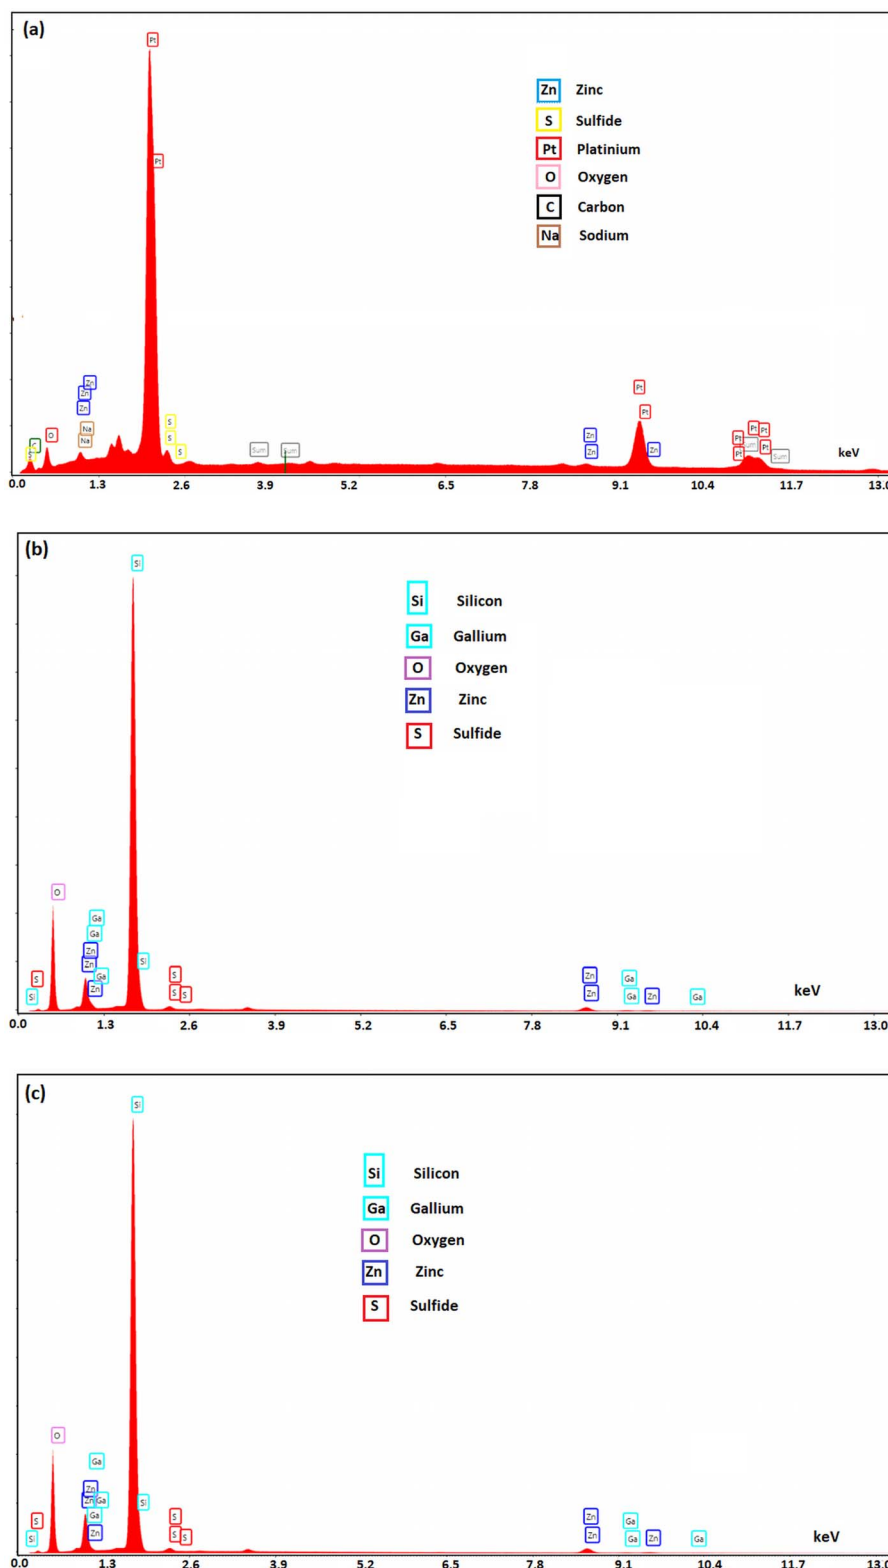 (a)
Pt
Zn Zinc
S Sulfide
Pt
Pt Platinium
O Oxygen
C Carbon
Na Sodium
Zn
Pt
Zn
Zn
Pt
S
Na
Pt Pt
O
Zn
S
Pt
Na
C
Sum
Sum
Zn
Zn
Sum
Pt
S
S
Zn
Pt
Sum
keV
0.0 1.3 2.6 3.9 5.2 6.5 7.8 9.1 10.4 11.7 13.0
(b)
Si
Si Silicon
Ga Gallium
O Oxygen
Zn Zinc
S Sulfide
O
Ga
Ga
Zn
Zn
Si
S
Ga
S
Zn
Ga
Zn
S S
Zn
Si
Ga Zn Ga
keV
0.0 1.3 2.6 3.9 5.2 6.5 7.8 9.1 10.4 11.7 13.0
(c)
Si
Si Silicon
Ga Gallium
O Oxygen
Zn Zinc
S Sulfide
O
Ga
Zn
Zn Ga
Si
Ga
S
Zn
Ga
S
Zn
S S
Zn
Si
Ga Zn Ga
keV
0.0 1.3 2.6 3.9 5.2 6.5 7.8 9.1 10.4 11.7 13.0